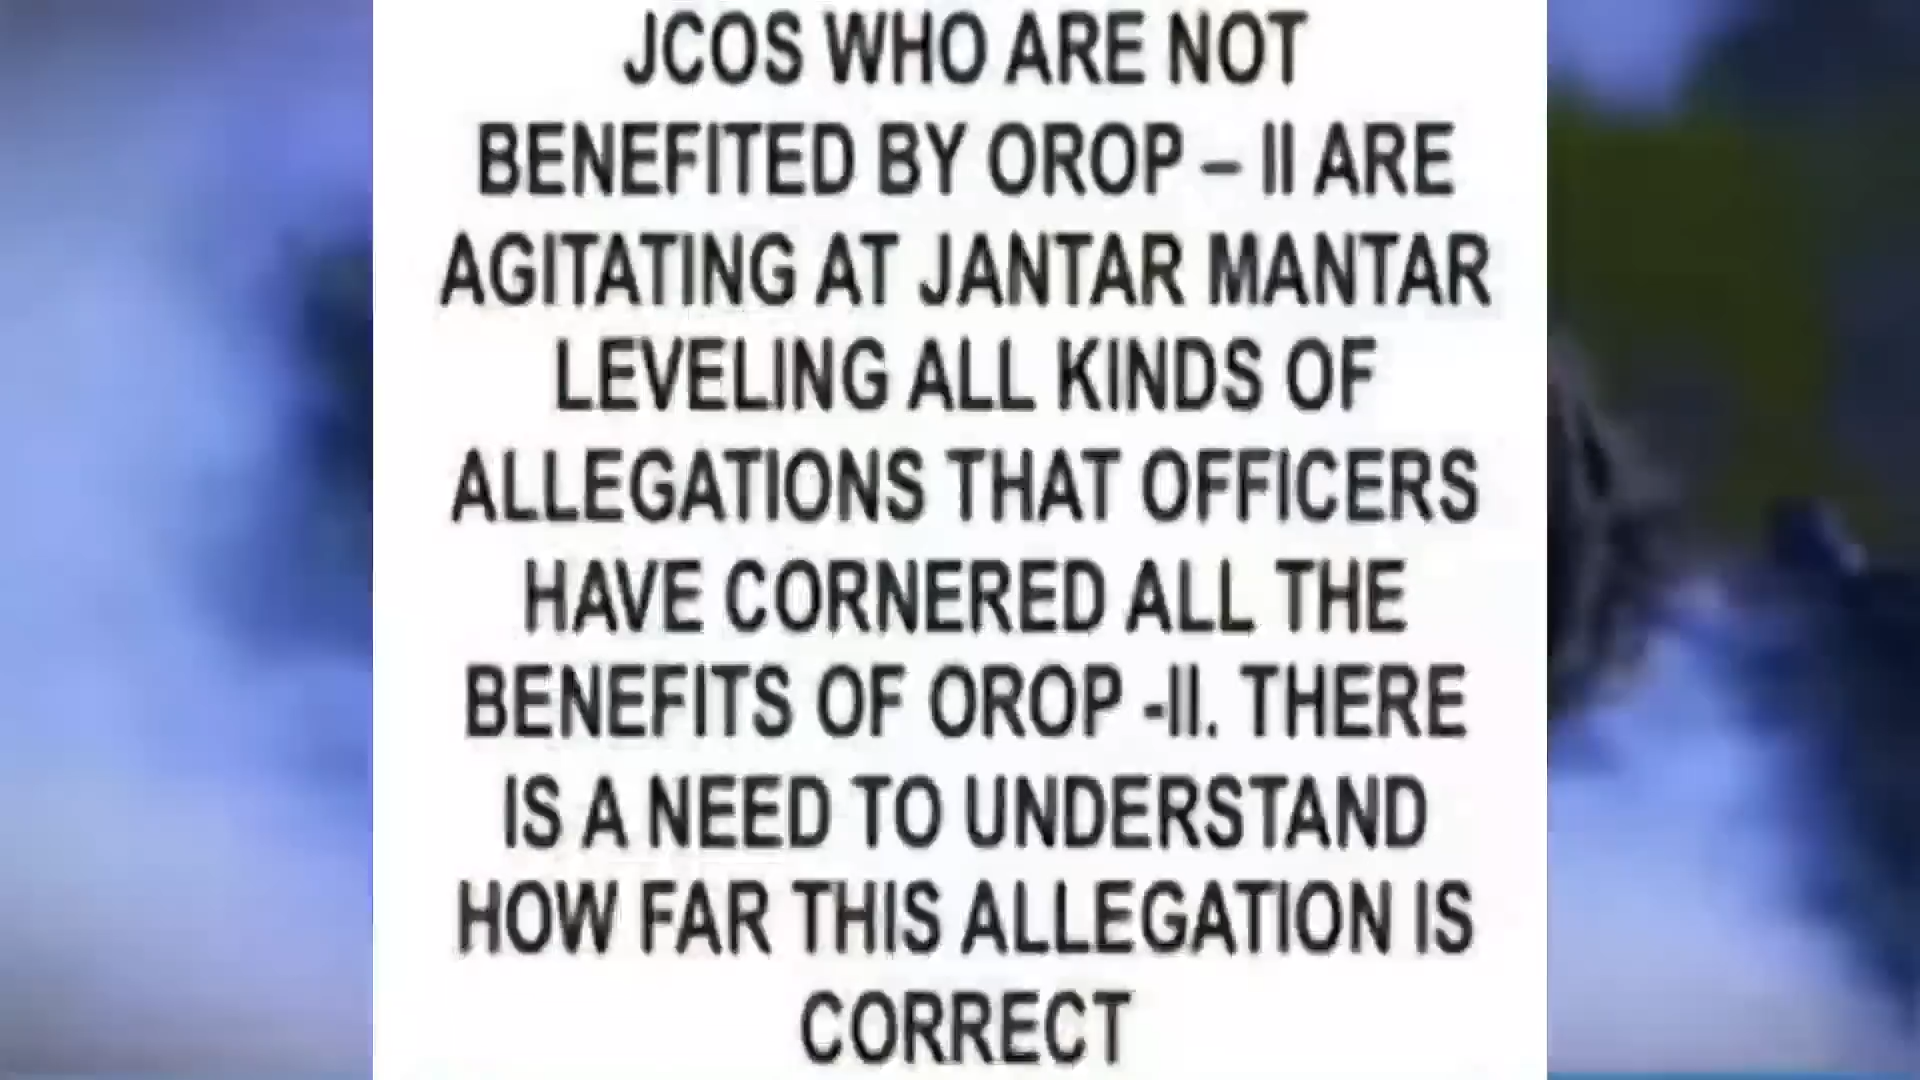 JCOS WHO ARE NOT
BENEFITED BY OROP – II ARE
AGITATING AT JANTAR MANTAR
LEVELING ALL KINDS OF
ALLEGATIONS THAT OFFICERS
HAVE CORNERED ALL THE
BENEFITS OF OROP -II. THERE
IS A NEED TO UNDERSTAND
HOW FAR THIS ALLEGATION IS
CORRECT